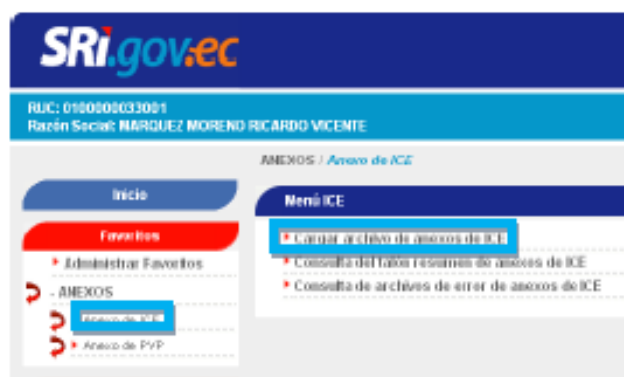 SRi.gov.ec
RUC: 0100000033001
Razón Social: MARQUEZ MORENO RICARDO VICENTE
ANEXOS / Anexo de ICE
Inicio
Favoritos
Administrar Favoritos
- ANEXOS
Anexo de ICE
Anexo de PVP
Menú ICE
Cargar archivo de anexos de ICE
Consulta del talón resumen de anexos de ICE
Consulta de archivos de error de anexos de ICE